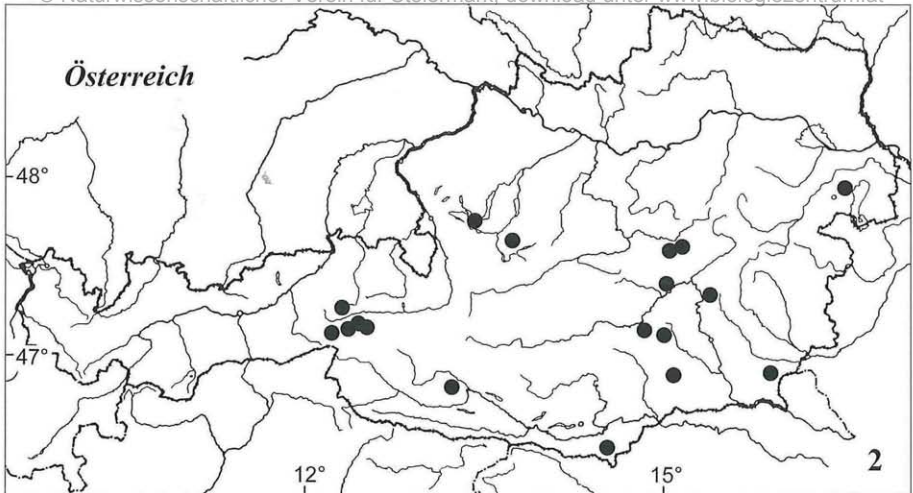 © Naturwissenschaftlicher Verein für Steiermark; download unter www.biologiezentrum.at
Österreich
48°
47°
12°
15°
2